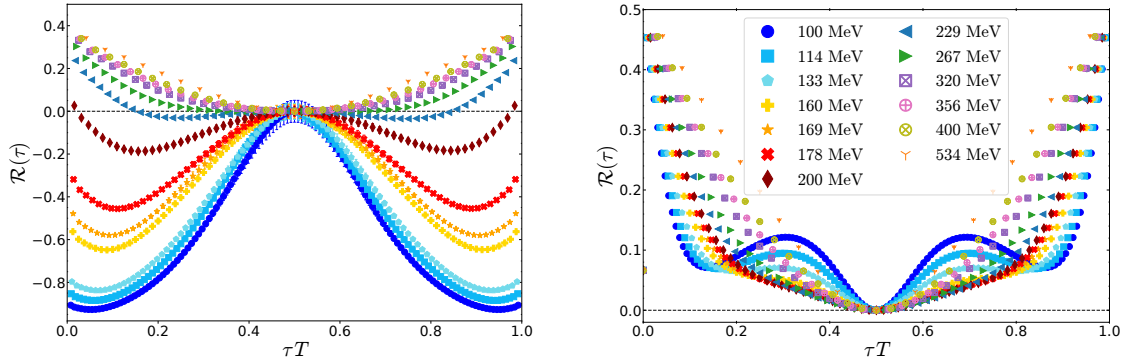 0.4
0.2
0.0
−0.2
−0.4
−0.6
−0.8
R(τ)
0.0 0.2 0.4 0.6 0.8 1.0
τT
0.5
0.4
0.3
0.2
0.1
0.0
R(τ)
0.0 0.2 0.4 0.6 0.8 1.0
τT
100 MeV
114 MeV
133 MeV
160 MeV
169 MeV
178 MeV
200 MeV
229 MeV
267 MeV
320 MeV
356 MeV
400 MeV
534 MeV